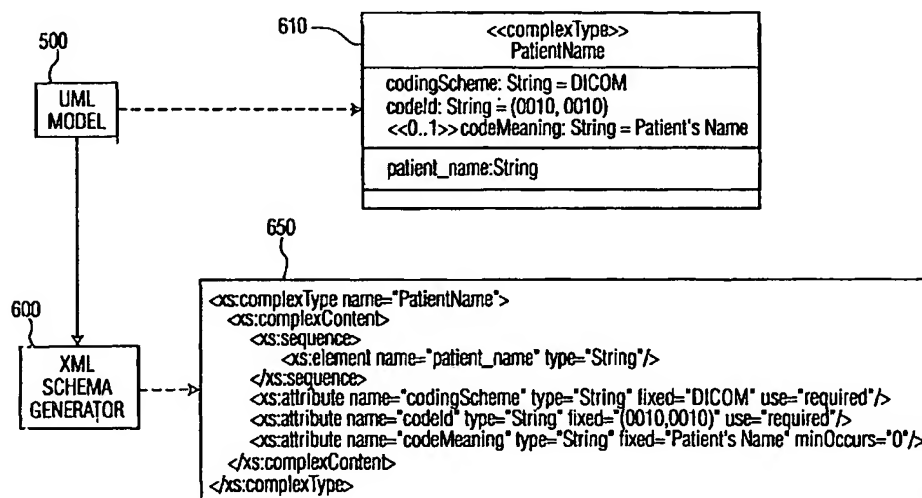 610
<<complexType>>
PatientName
500
codingScheme: String = DICOM
UML
MODEL
codeId: String = (0010, 0010)
<<0..1>> codeMeaning: String = Patient's Name
patient_name:String
650
<xs:complexType name="PatientName">
<xs:complexContent>
<xs:sequence>
<xs:element name="patient_name" type="String"/>
</xs:sequence>
<xs:attribute name="codingScheme" type="String" fixed="DICOM" use="required"/>
<xs:attribute name="codeId" type="String" fixed="(0010,0010)" use="required"/>
<xs:attribute name="codeMeaning" type="String" fixed="Patient's Name" minOccurs="0"/>
</xs:complexContent>
</xs:complexType>
600
XML
SCHEMA
GENERATOR